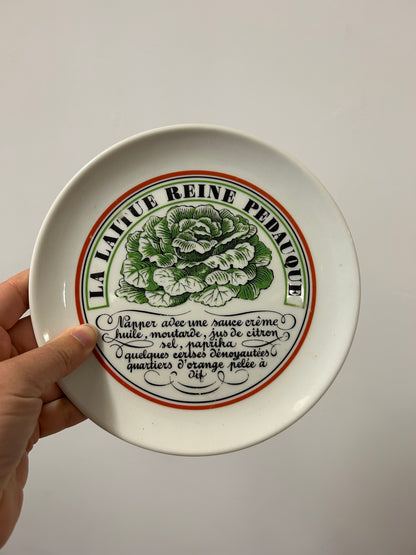 LA LAITUE REINE PEDAUQUE
Napper avec une sauce crème
huile, moutarde, jus de citron
sel, paprika
quelques cerises dénoyautées
quartiers d'orange pelée à
vif